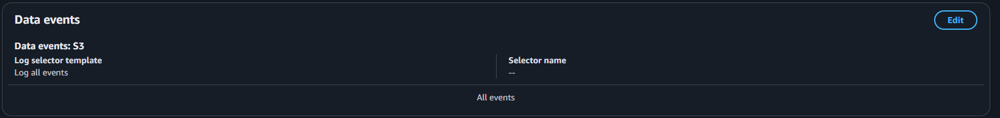 Data events
Edit
Data events: S3
Log selector template
Log all events
Selector name
--
All events